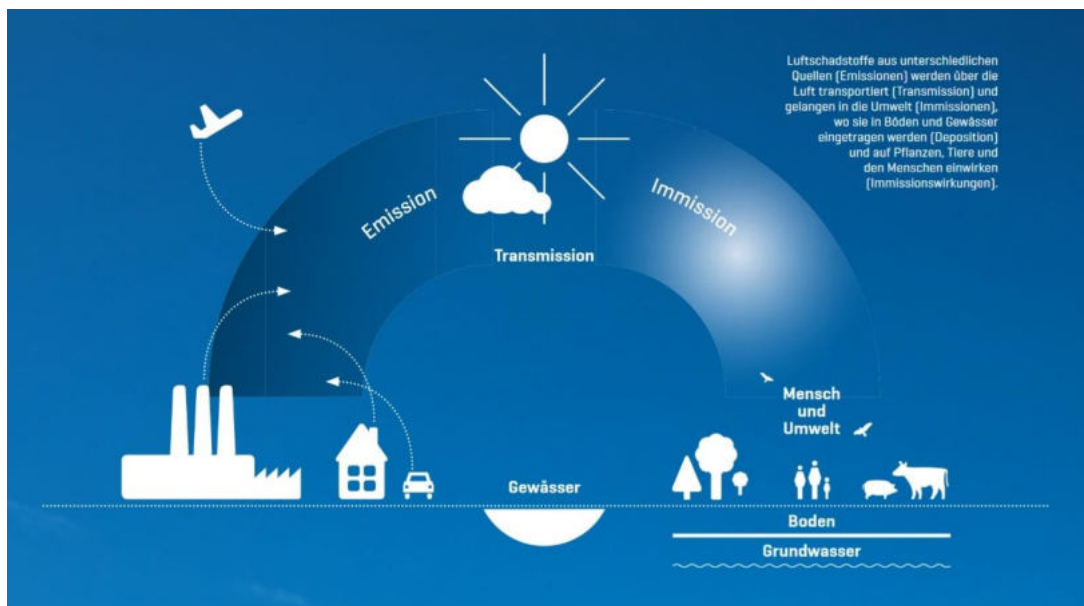 Luftschadstoffe aus unterschiedlichen
Quellen (Emissionen) werden über die
Luft transportiert (Transmission) und
gelangen in die Umwelt (Immissionen),
wo sie in Böden und Gewässer
eingetragen werden (Deposition)
und auf Pflanzen, Tiere und
den Menschen einwirken
(Immissionswirkungen).
Emission
Immission
Transmission
Mensch
und
Umwelt
Gewässer
Boden
Grundwasser